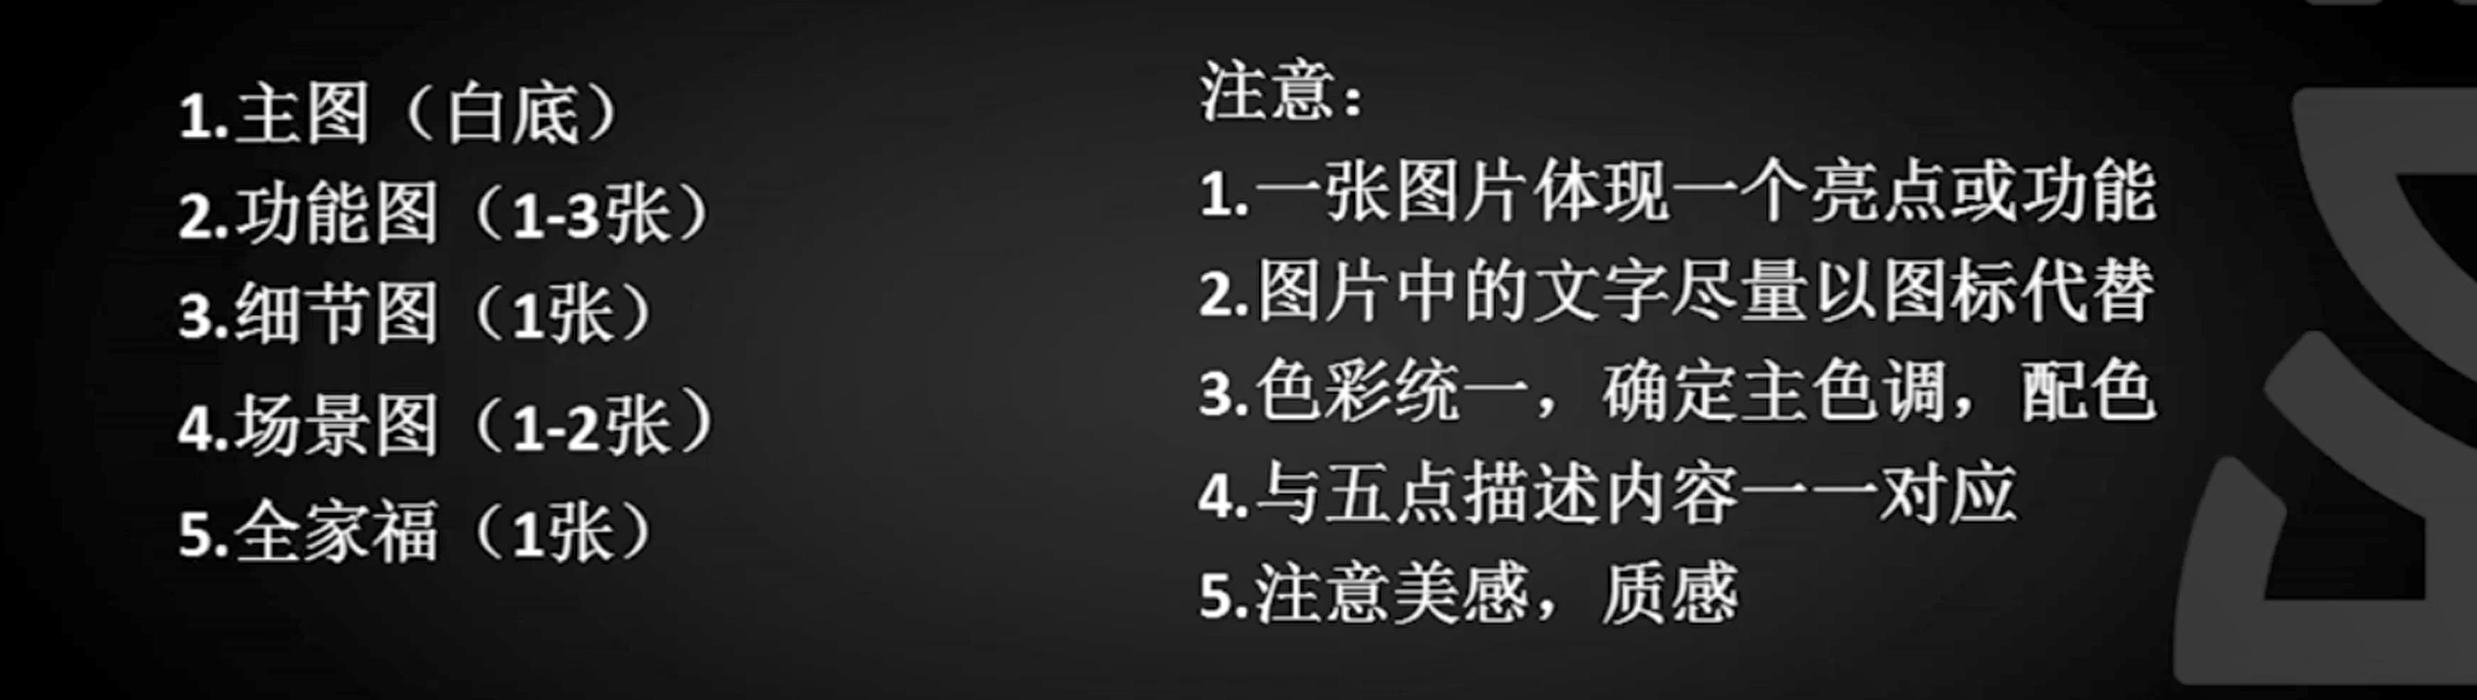 1.主图（白底）
2.功能图（1-3张）
3.细节图（1张）
4.场景图（1-2张）
5.全家福（1张）
注意：
1.一张图片体现一个亮点或功能
2.图片中的文字尽量以图标代替
3.色彩统一，确定主色调，配色
4.与五点描述内容一一对应
5.注意美感，质感